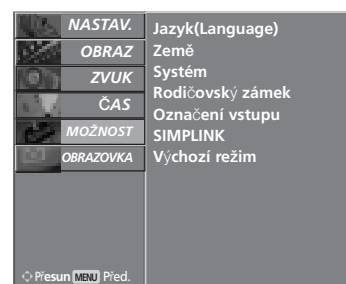 NASTAV.
OBRAZ
ZVUK
ČAS
MOŽNOST
OBRAZOVKA
Jazyk(Language)
Země
Systém
Rodičovský zámek
Označení vstupu
SIMPLINK
Výchozí režim
Přesun MENU Před.